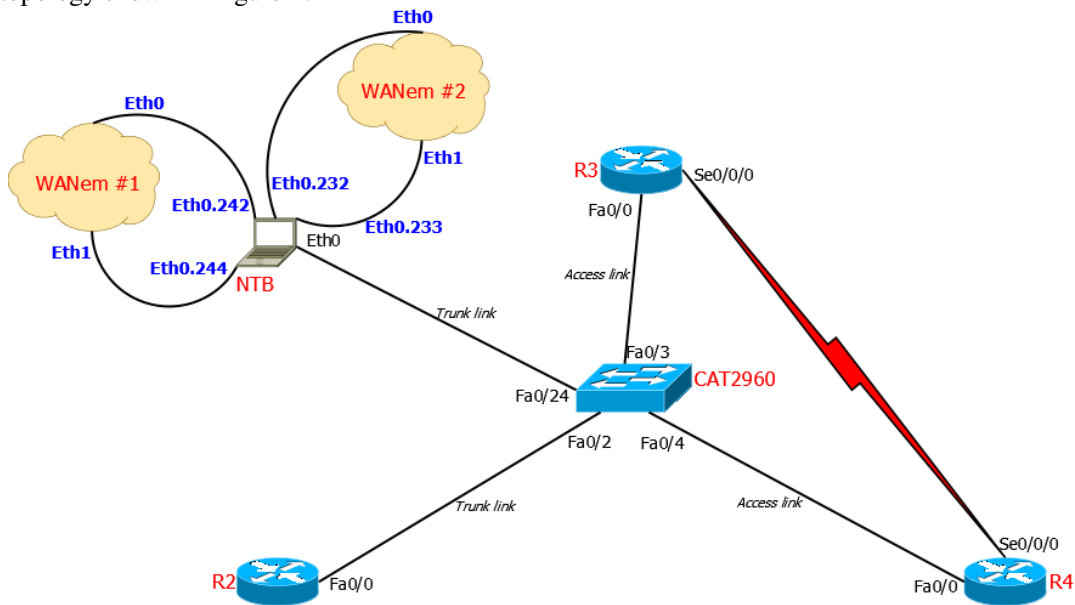 Eth0
WANem #2
Eth0
Eth1
WANem #1
R3
Se0/0/0
Eth0.232
Fa0/0
Eth0.242
Eth0.233
Eth0
Eth1
Eth0.244
Access link
NTB
Trunk link
Fa0/3
CAT2960
Fa0/24
Fa0/2
Fa0/4
Trunk link
Access link
Se0/0/0
R2
Fa0/0
Fa0/0
R4